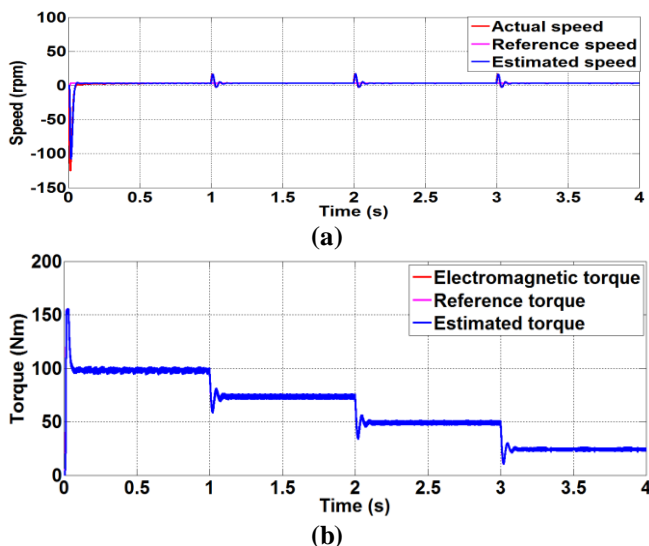 100
50
0
-50
-100
-150
Speed (rpm)
Actual speed
Reference speed
Estimated speed
0 0.5 1 1.5 2 2.5 3 3.5 4
Time (s)
(a)
200
150
100
50
0
Torque (Nm)
Electromagnetic torque
Reference torque
Estimated torque
0 0.5 1 1.5 2 2.5 3 3.5 4
Time (s)
(b)